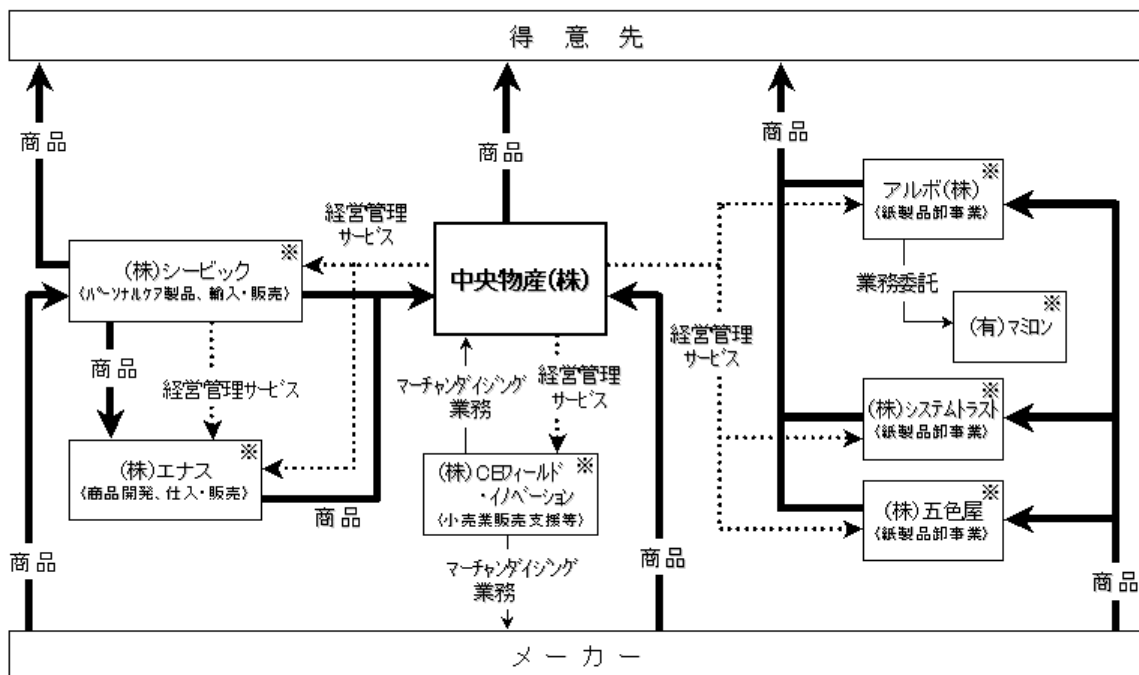 得意先
商品
商品
商品
※
アルボ(株)
〈紙製品卸事業〉
経営管理
サービス
※
(株)シービック
〈パーソナルケア製品、輸入・販売〉
中央物産(株)
業務委託
※
(有)マミロン
経営管理
サービス
商品
経営管理サービス
マーチャンダイジング
業務
経営管理
サービス
※
(株)システムトラスト
〈紙製品卸事業〉
※
(株)エナス
〈商品開発、仕入・販売〉
※
(株)CEフィールド
・イノベーション
〈小売業販売支援等〉
※
(株)五色屋
〈紙製品卸事業〉
商品
商品
マーチャンダイジング
業務
商品
商品
メーカー